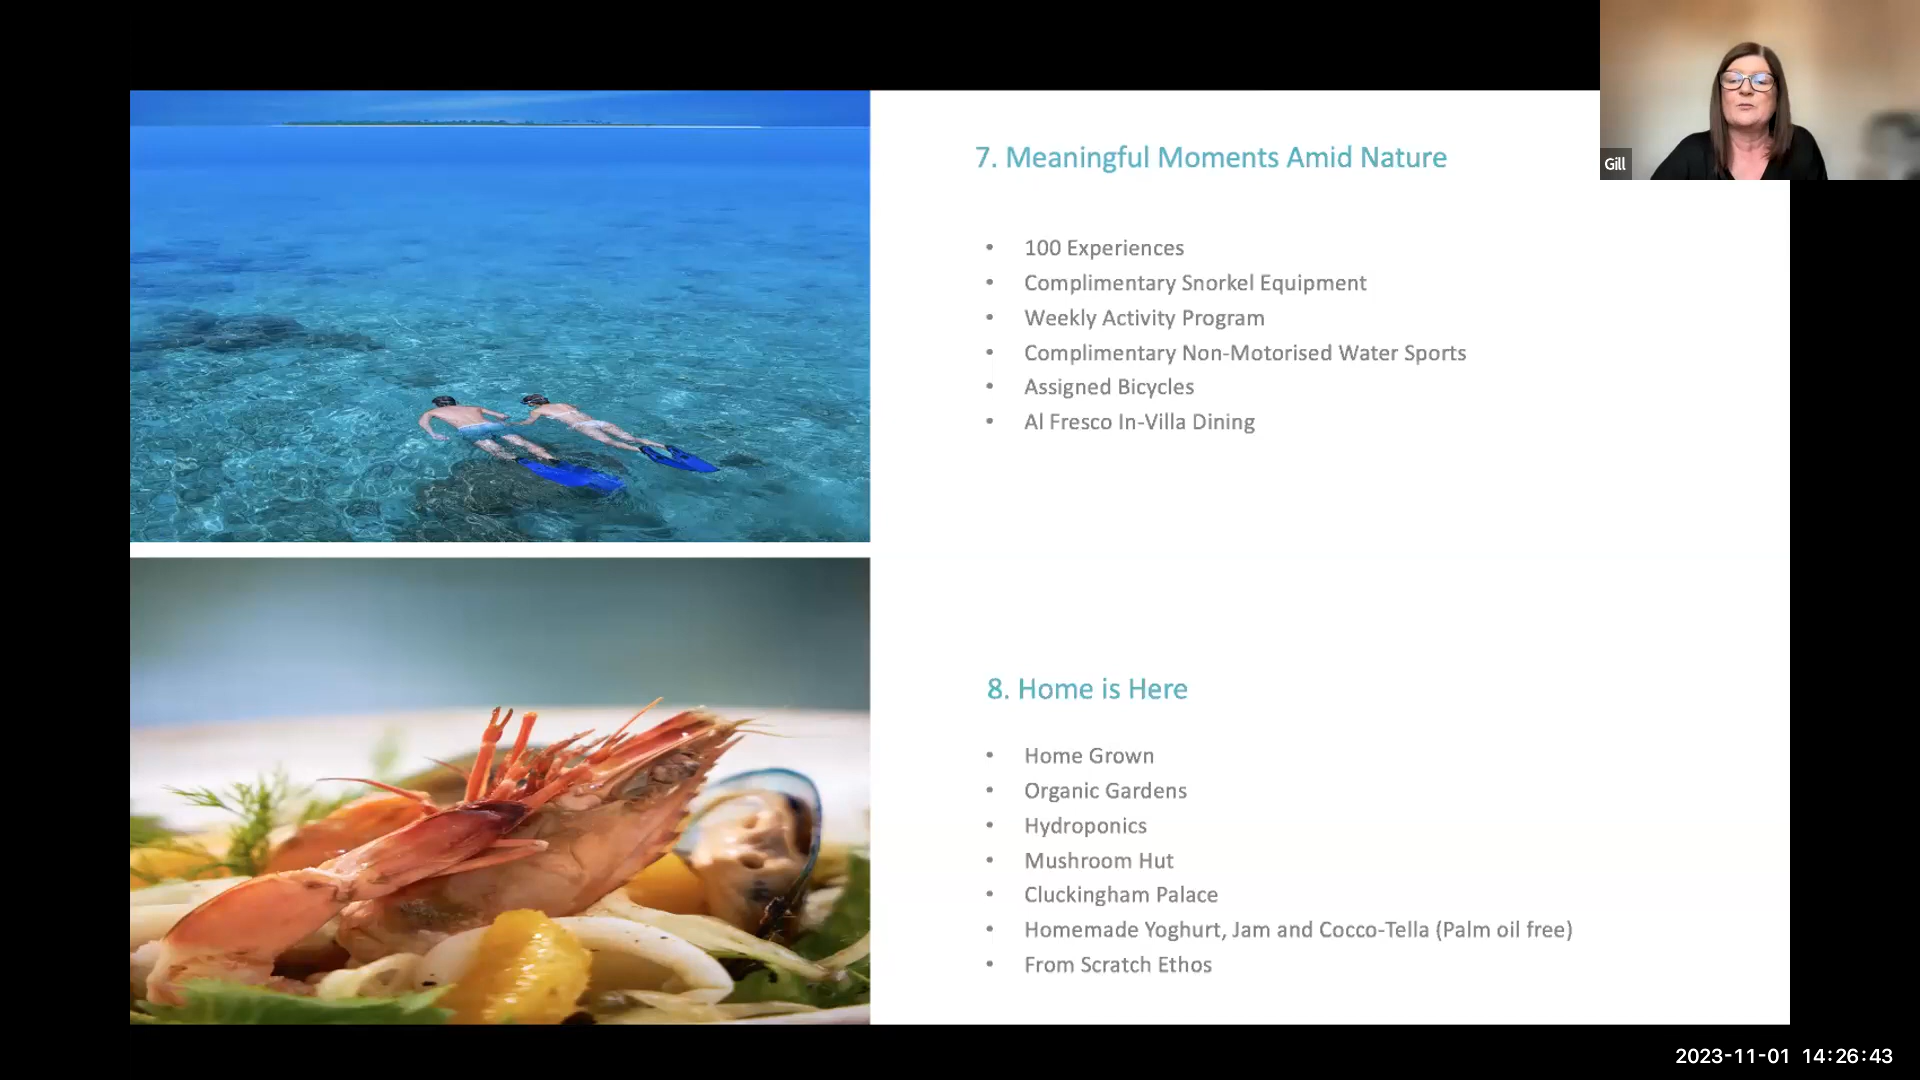 7. Meaningful Moments Amid Nature
• 100 Experiences
• Complimentary Snorkel Equipment
• Weekly Activity Program
• Complimentary Non-Motorised Water Sports
• Assigned Bicycles
• Al Fresco In-Villa Dining
Gill
8. Home is Here
• Home Grown
• Organic Gardens
• Hydroponics
• Mushroom Hut
• Cluckingham Palace
• Homemade Yoghurt, Jam and Cocco-Tella (Palm oil free)
• From Scratch Ethos
2023-11-01 14:26:43